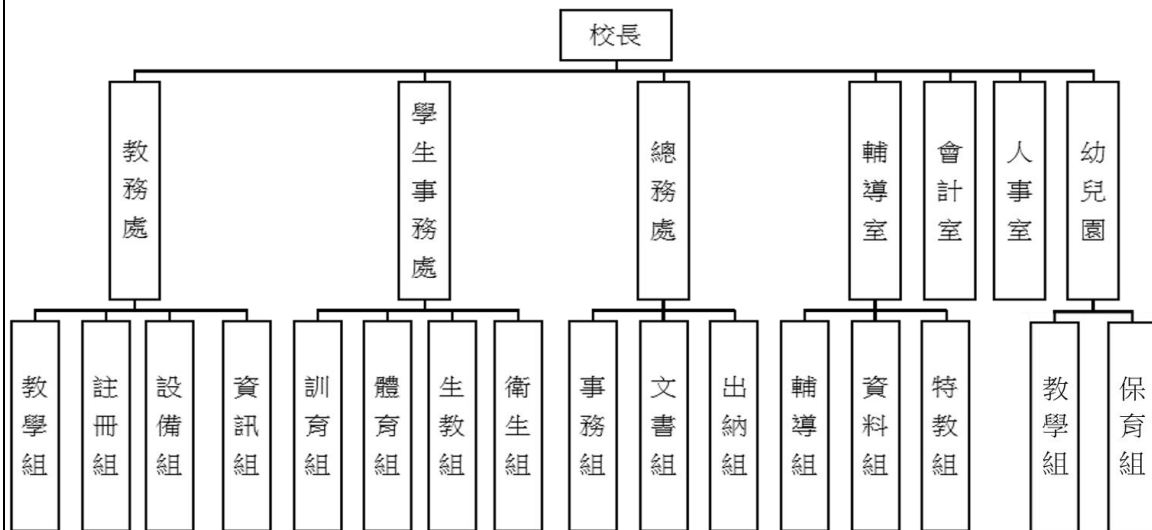 校長
教務處
學生事務處
總務處
輔導室
會計室
人事室
幼兒園
教學組
註冊組
設備組
資訊組
訓育組
體育組
生教組
衛生組
事務組
文書組
出納組
輔導組
資料組
特教組
教學組
保育組